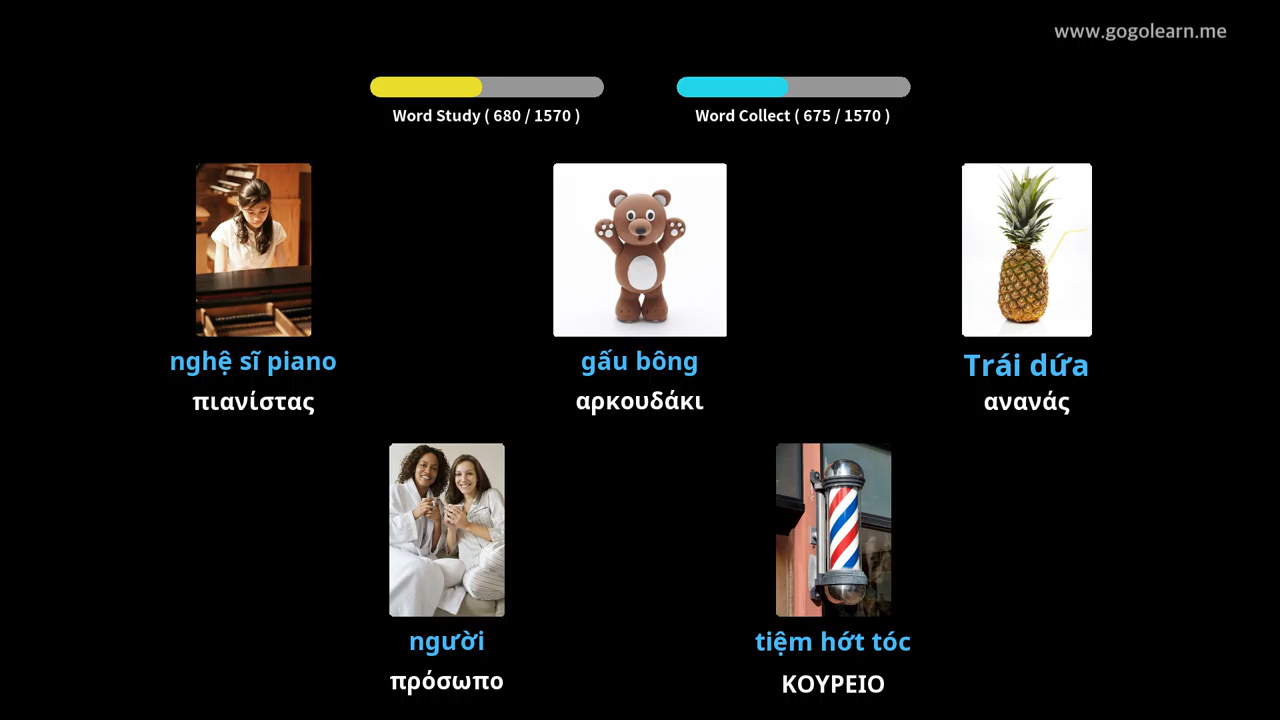 www.gogolearn.me
Word Study ( 680 / 1570 )
Word Collect ( 675 / 1570 )
nghệ sĩ piano
πιανίστας
gấu bông
αρκουδάκι
Trái dứa
ανανάς
người
πρόσωπο
tiệm hớt tóc
ΚΟΥΡΕΙΟ